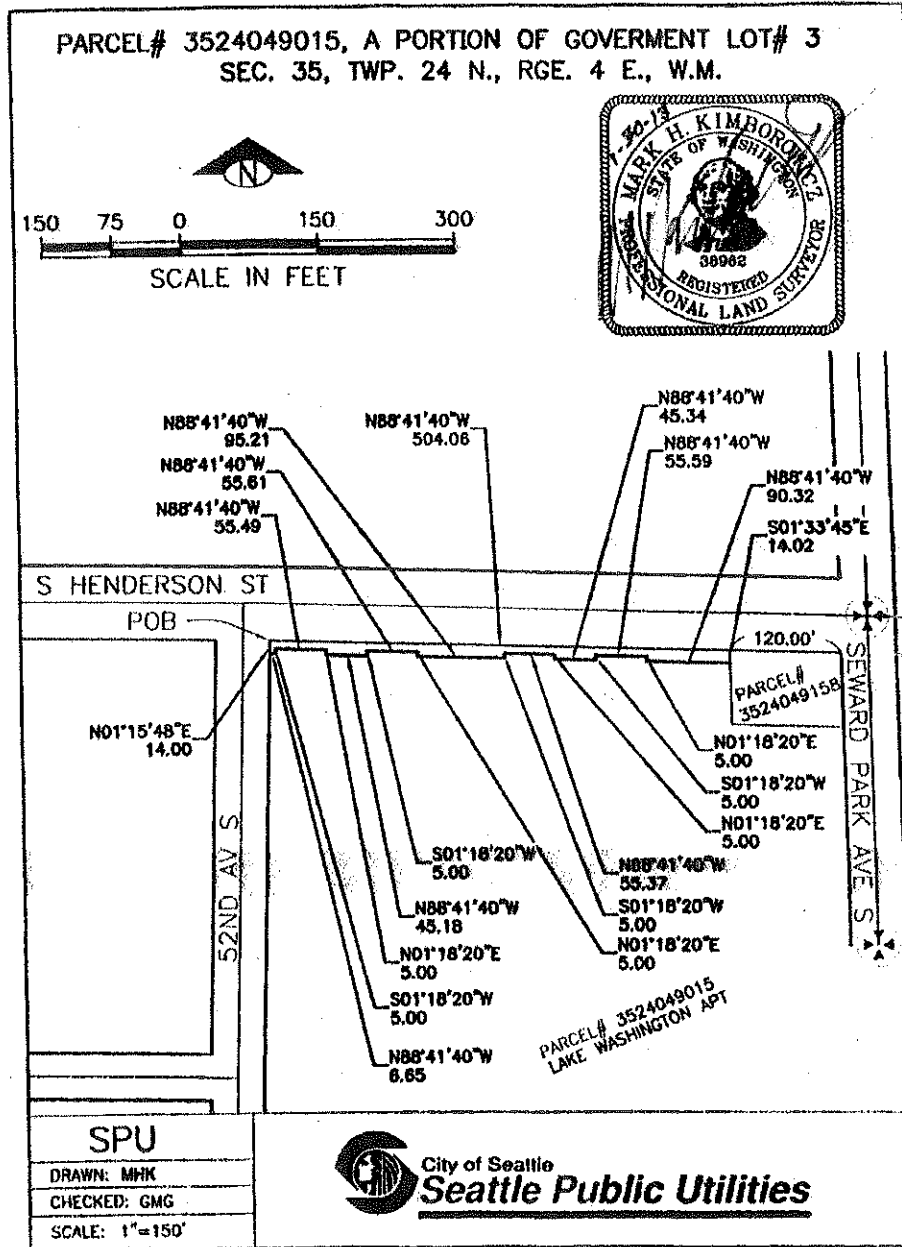 PARCEL# 3524049015, A PORTION OF GOVERMENT LOT# 3
SEC. 35, TWP. 24 N., RGE. 4 E., W.M.
1-30-13
MARK H. KIMBOROWICZ
STATE OF WASHINGTON
38962
REGISTERED
PROFESSIONAL LAND SURVEYOR
N
150 75 0 150 300
SCALE IN FEET
N88°41'40"W
95.21
N88°41'40"W
55.61
N88°41'40"W
55.49
N88°41'40"W
504.06
N88°41'40"W
45.34
N88°41'40"W
55.59
N88°41'40"W
90.32
S01°33'45"E
14.02
S HENDERSON ST
POB
120.00'
PARCEL#
3524049158
SEWARD PARK AVE S
N01°15'48"E
14.00
52ND AV S
N01°18'20"E
5.00
S01°18'20"W
5.00
N01°18'20"E
5.00
S01°18'20"W
5.00
N88°41'40"W
55.37
N88°41'40"W
45.18
S01°18'20"W
5.00
N01°18'20"E
5.00
N01°18'20"E
5.00
S01°18'20"W
5.00
N88°41'40"W
6.65
PARCEL# 3524049015
LAKE WASHINGTON APT
SPU
DRAWN: MHK
CHECKED: GMG
SCALE: 1"=150'
City of Seattle
Seattle Public Utilities